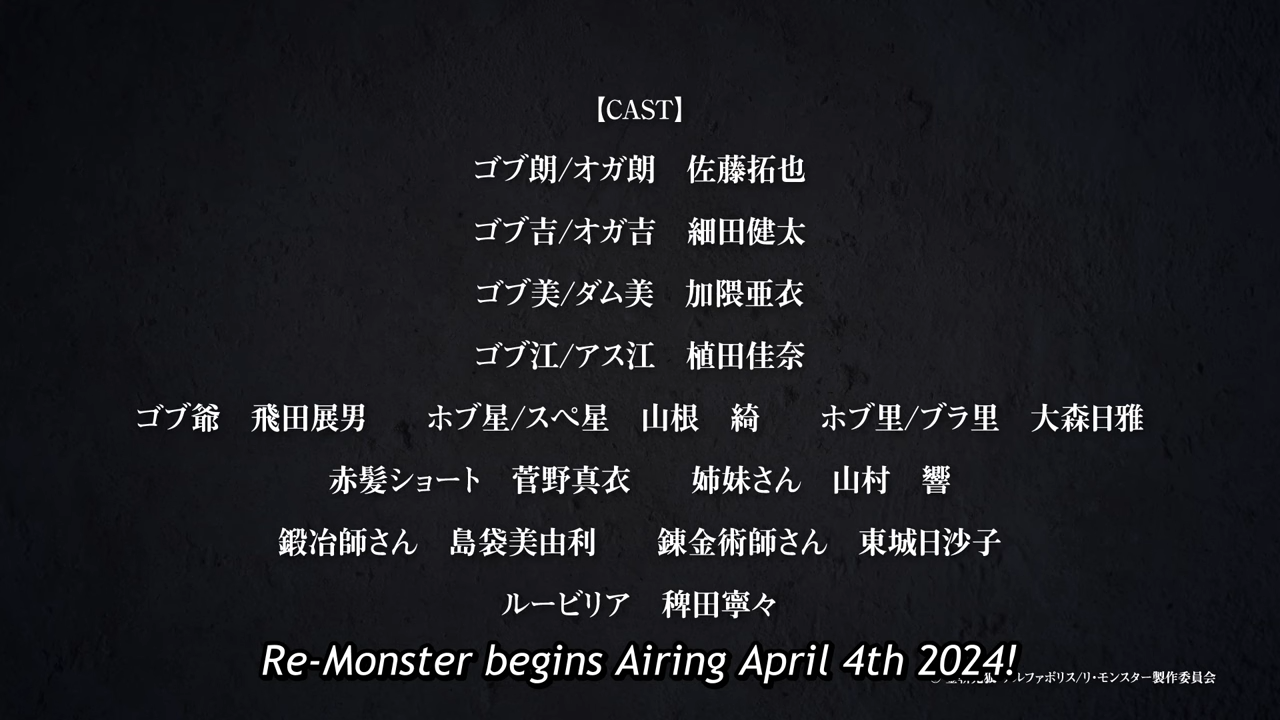 【CAST】
ゴブ朗/オガ朗　佐藤拓也
ゴブ吉/オガ吉　細田健太
ゴブ美/ダム美　加隈亜衣
ゴブ江/アス江　植田佳奈
ゴブ爺　飛田展男　　ホブ星/スペ星　山根　綺　　ホブ里/ブラ里　大森日雅
赤髪ショート　菅野真衣　　姉妹さん　山村　響
鍛冶師さん　島袋美由利　　錬金術師さん　東城日沙子
ルービリア　稗田寧々
Re-Monster begins Airing April 4th 2024!
ルファポリス/リ・モンスター製作委員会